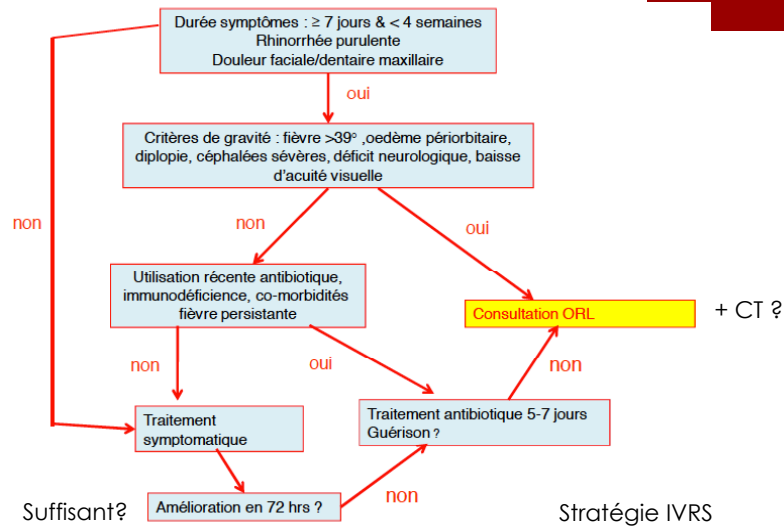 Durée symptômes : ≥ 7 jours & < 4 semaines
Rhinorrhée purulente
Douleur faciale/dentaire maxillaire
oui
Critères de gravité : fièvre >39° ,oedème périorbitaire,
diplopie, céphalées sévères, déficit neurologique, baisse
d'acuité visuelle
non
non
oui
Utilisation récente antibiotique,
immunodéficience, co-morbidités
fièvre persistante
Consultation ORL
+ CT ?
non
oui
non
Traitement
symptomatique
Traitement antibiotique 5-7 jours
Guérison ?
Suffisant?
Amélioration en 72 hrs ?
non
Stratégie IVRS